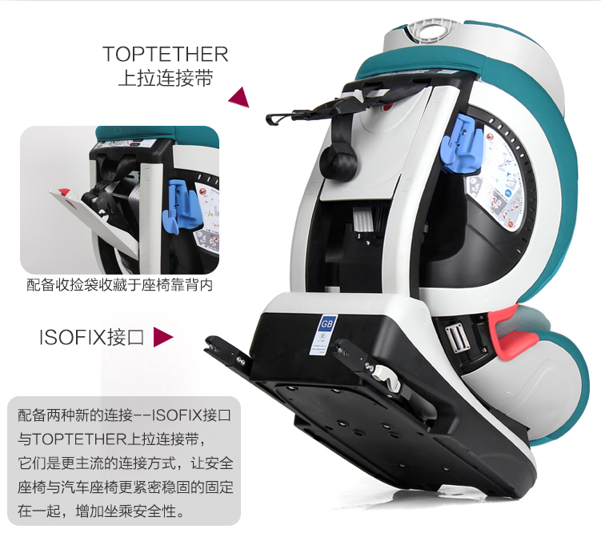 TOPTETHER
上拉连接带
配备收捡袋收藏于座椅靠背内
ISOFIX接口
GB
配备两种新的连接--ISOFIX接口
与TOPTETHER上拉连接带，
它们是更主流的连接方式，让安全
座椅与汽车座椅更紧密稳固的固定
在一起，增加坐乘安全性。